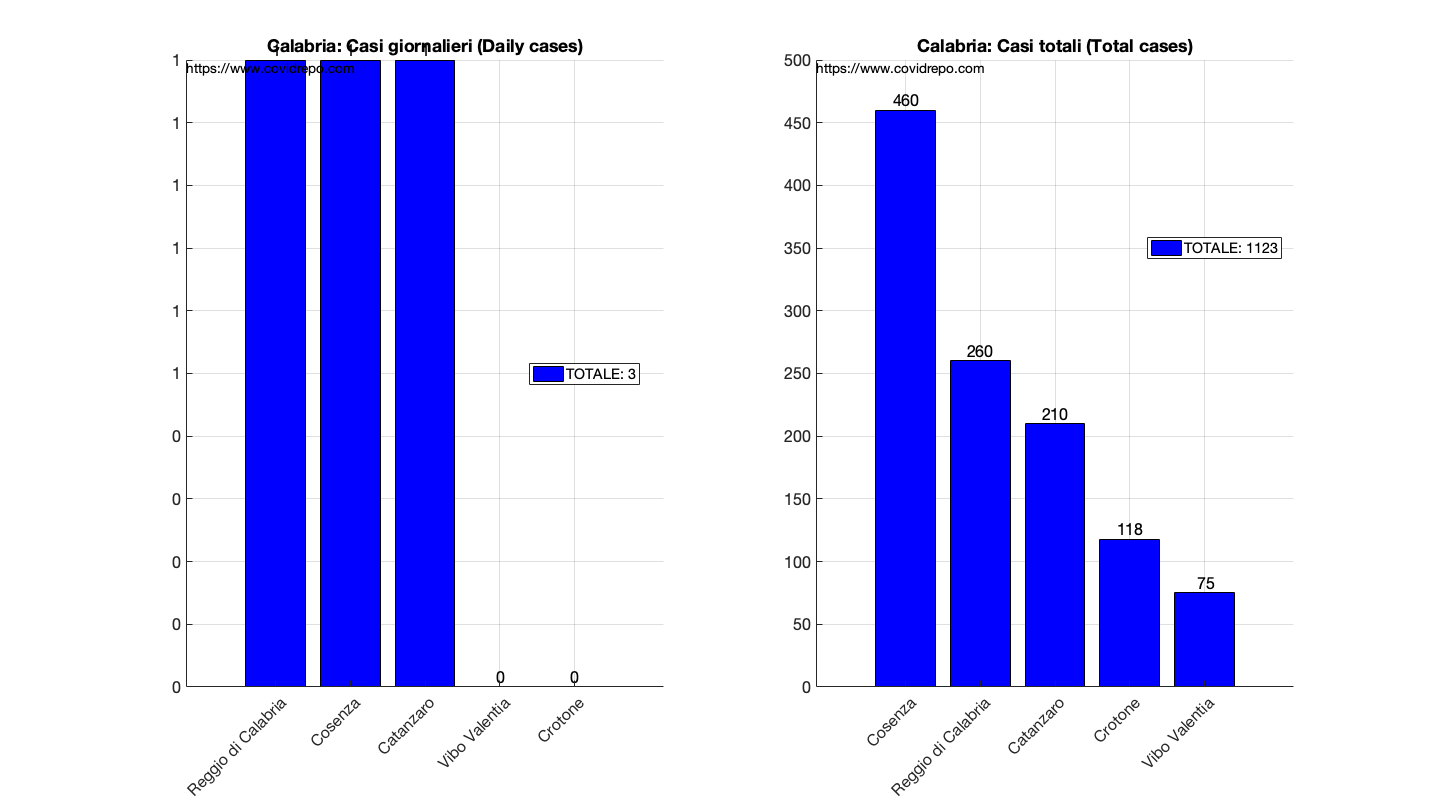 Calabria: Casi giornalieri (Daily cases)
https://www.covidrepo.com
1
1
1
1
1
1
0
0
0
0
0
1
1
1
0
0
TOTALE: 3
Reggio di Calabria
Cosenza
Catanzaro
Vibo Valentia
Crotone
Calabria: Casi totali (Total cases)
https://www.covidrepo.com
500
450
400
350
300
250
200
150
100
50
0
460
260
210
118
75
TOTALE: 1123
Cosenza
Reggio di Calabria
Catanzaro
Crotone
Vibo Valentia